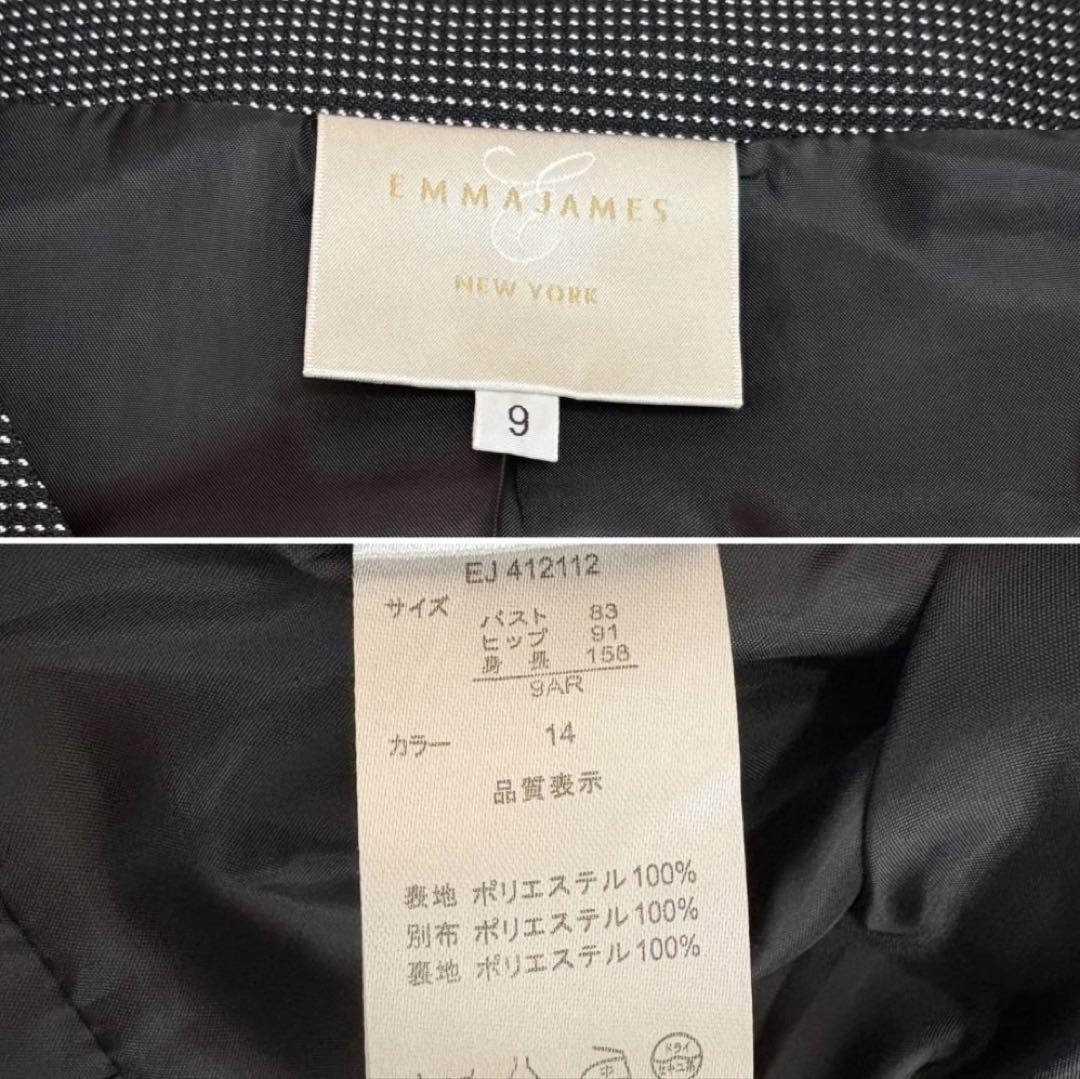 EMMAJAMES
NEW YORK
9
EJ 412112
サイズ
バスト 83
ヒップ 91
身長 158
9AR
カラー 14
品質表示
表地 ポリエステル100%
別布 ポリエステル100%
裏地 ポリエステル100%
ドライ